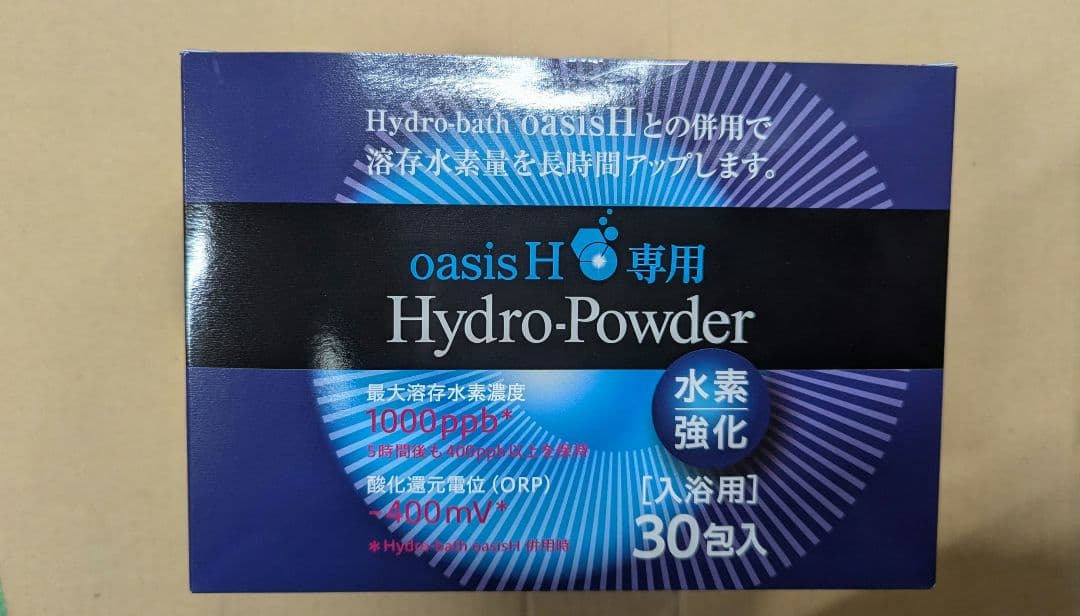 Hydro-bath oasisHとの併用で
溶存水素量を長時間アップします。
oasis H 専用
Hydro-Powder
最大溶存水素濃度
1000ppb*
5時間後も400ppb以上を保持
水素
強化
酸化還元電位（ORP）
-400mV*
*Hydro-bath oasisH 併用時
［入浴用］
30包入